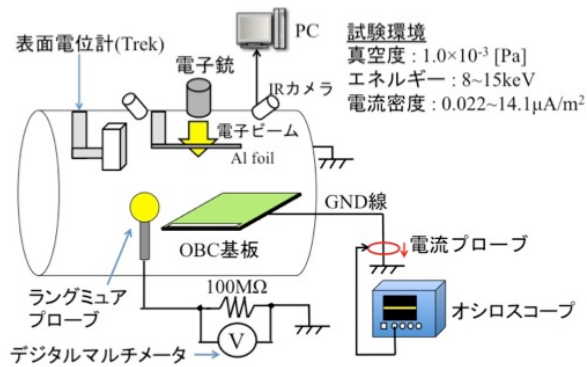 表面電位計(Trek)
電子銃
PC
IRカメラ
電子ビーム
Al foil
試験環境
真空度 : 1.0×10⁻³ [Pa]
エネルギー : 8~15keV
電流密度 : 0.022~14.1μA/m²
GND線
OBC基板
電流プローブ
ラングミュア
プローブ
100MΩ
V
オシロスコープ
デジタルマルチメータ